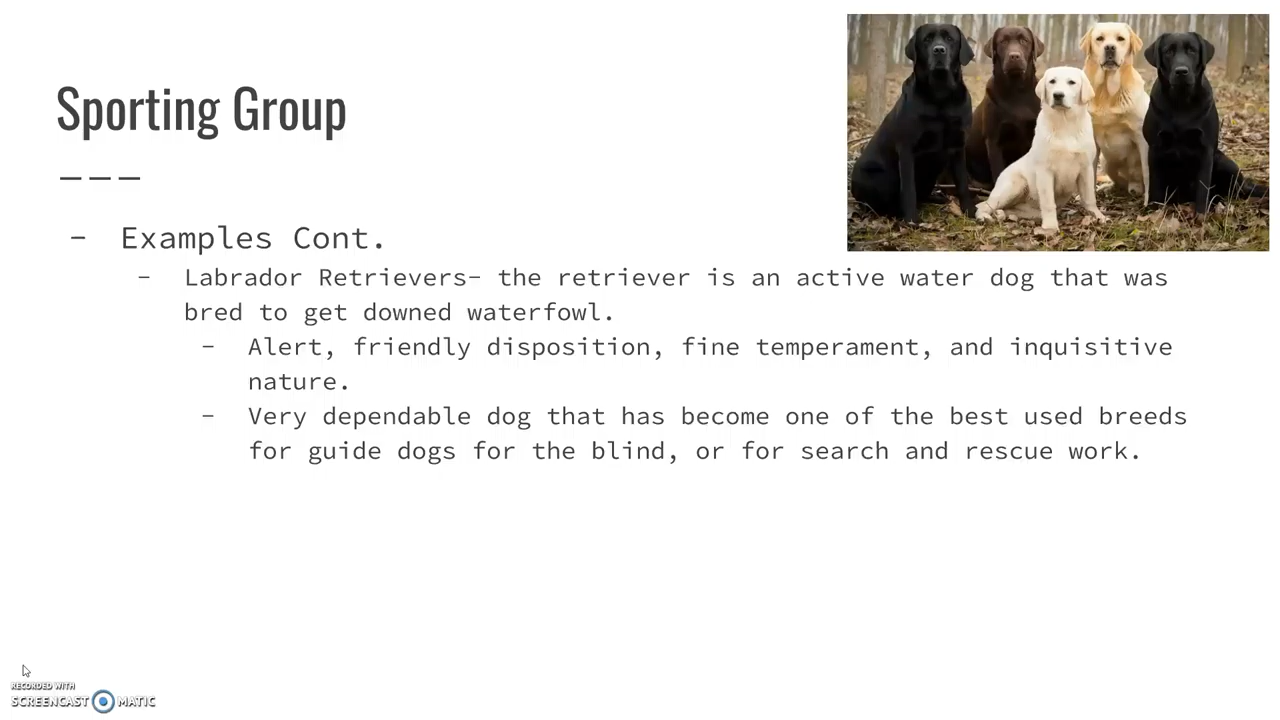 Sporting Group
- Examples Cont.
- Labrador Retrievers- the retriever is an active water dog that was
bred to get downed waterfowl.
- Alert, friendly disposition, fine temperament, and inquisitive
nature.
- Very dependable dog that has become one of the best used breeds
for guide dogs for the blind, or for search and rescue work.
RECORDED WITH
SCREENCAST MATIC